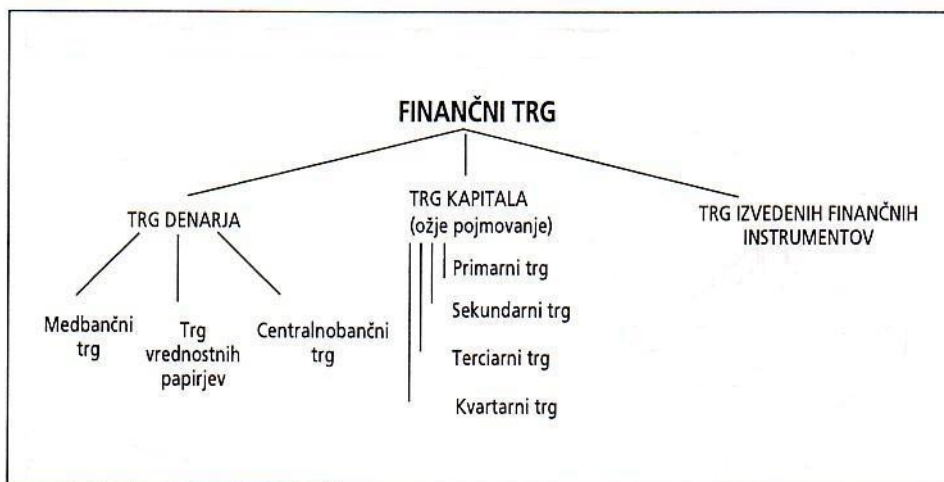 FINANČNI TRG
TRG DENARJA
Medbančni
trg
Trg
vrednostnih
papirjev
Centralnobančni
trg
TRG KAPITALA
(ožje pojmovanje)
Primarni trg
Sekundarni trg
Terciarni trg
Kvartarni trg
TRG IZVEDENIH FINANČNIH
INSTRUMENTOV